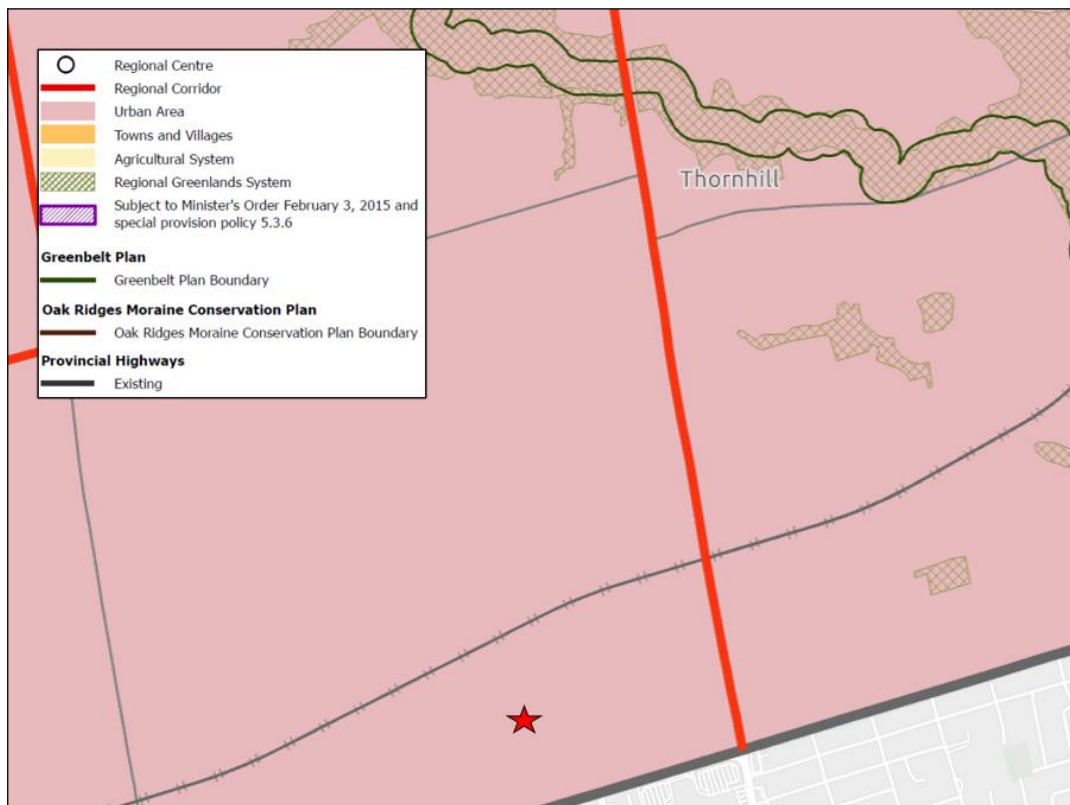 Regional Centre
Regional Corridor
Urban Area
Towns and Villages
Agricultural System
Regional Greenlands System
Subject to Minister's Order February 3, 2015 and
special provision policy 5.3.6
Greenbelt Plan
Greenbelt Plan Boundary
Oak Ridges Moraine Conservation Plan
Oak Ridges Moraine Conservation Plan Boundary
Provincial Highways
Existing
Thornhill